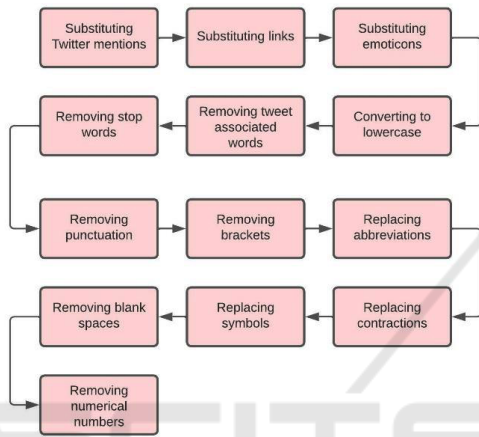 Substituting
Twitter mentions
Substituting links
Substituting
emoticons
Converting to
lowercase
Removing tweet
associated
words
Removing stop
words
Removing
punctuation
Removing
brackets
Replacing
abbreviations
Replacing
contractions
Replacing
symbols
Removing blank
spaces
Removing
numerical
numbers